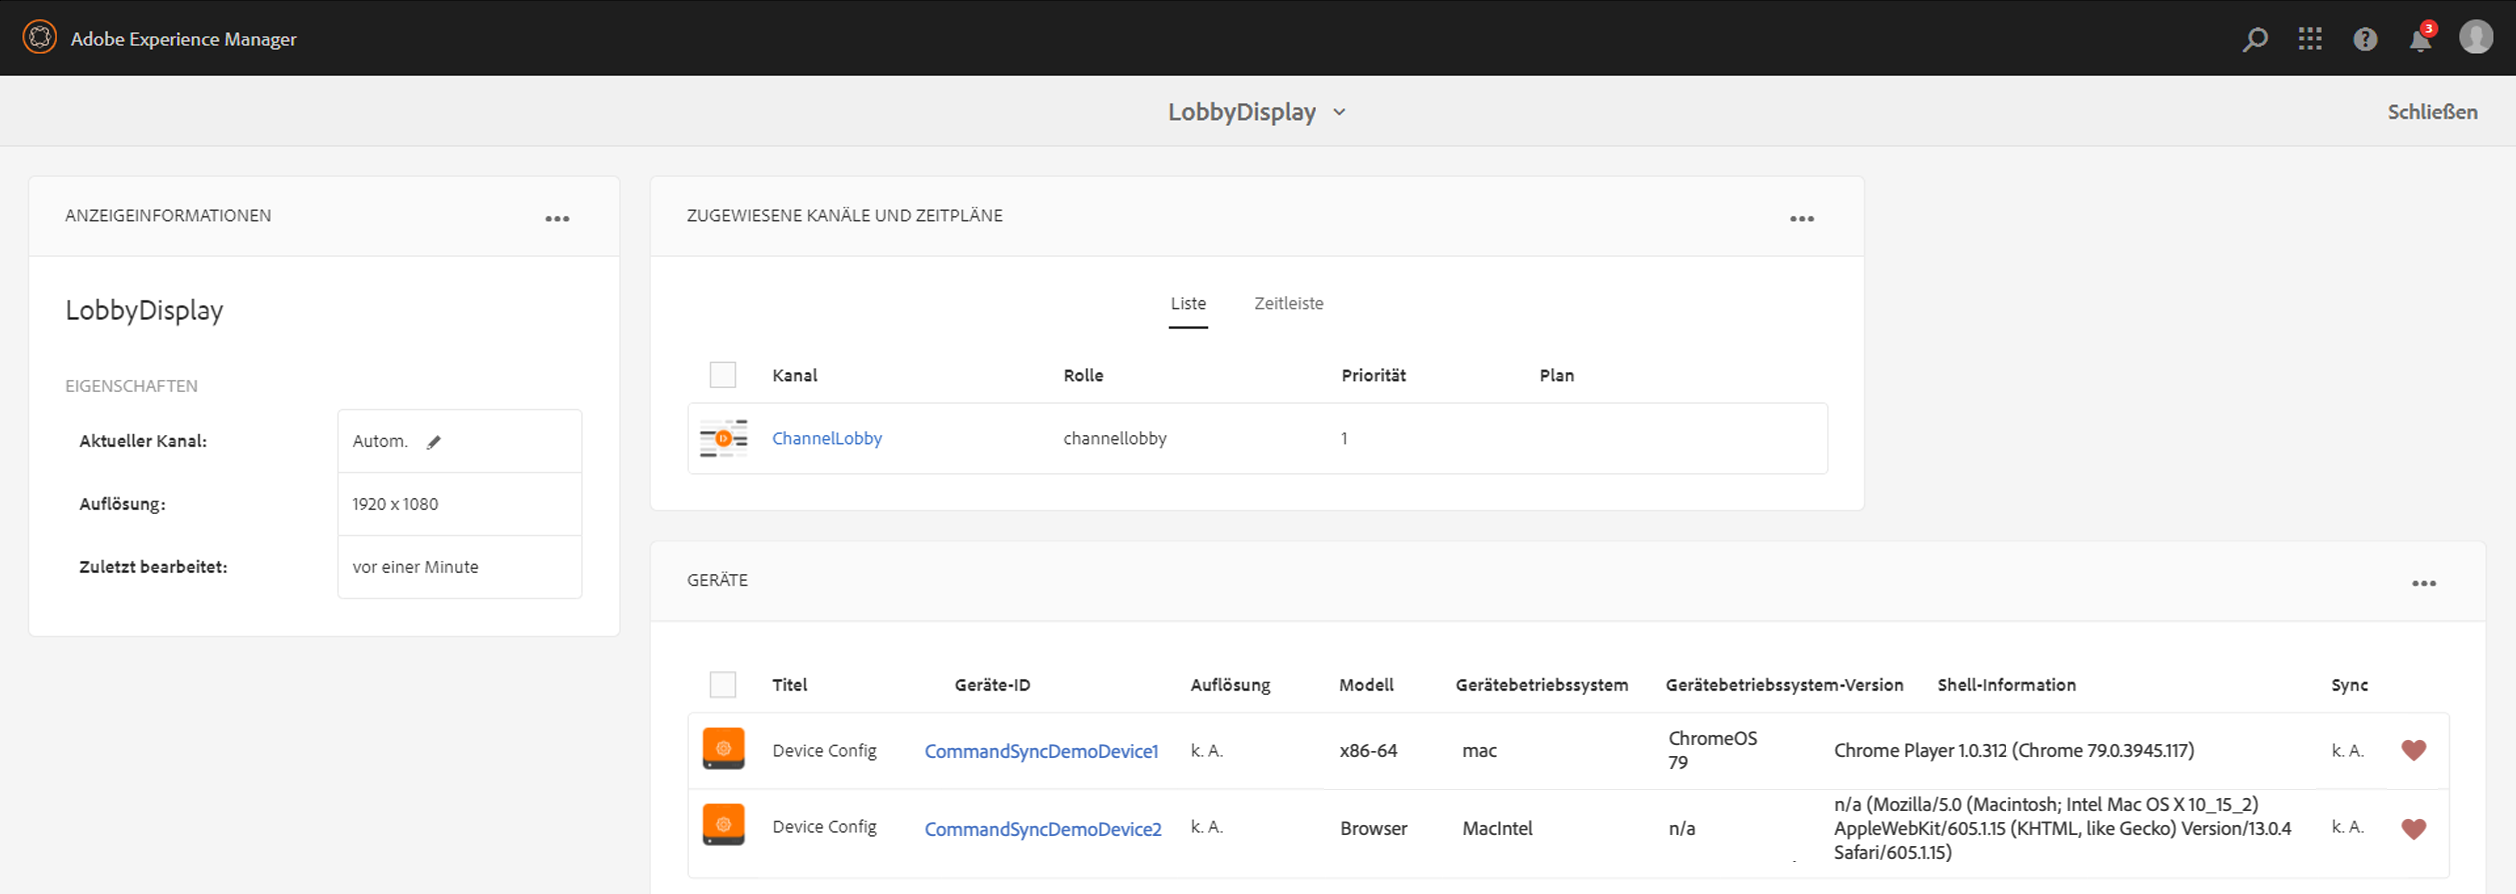 Adobe Experience Manager
3
LobbyDisplay
Schließen
ANZEIGEINFORMATIONEN
LobbyDisplay
EIGENSCHAFTEN
Aktueller Kanal: Autom.
Auflösung: 1920 x 1080
Zuletzt bearbeitet: vor einer Minute
ZUGEWIESENE KANÄLE UND ZEITPLÄNE
Liste Zeitleiste
Kanal Rolle Priorität Plan
D ChannelLobby channellobby 1
GERÄTE
Titel Geräte-ID Auflösung Modell Gerätebetriebssystem Gerätebetriebssystem-Version Shell-Information Sync
Device Config CommandSyncDemoDevice1 k. A. x86-64 mac ChromeOS 79 Chrome Player 1.0.312 (Chrome 79.0.3945.117) k. A.
Device Config CommandSyncDemoDevice2 k. A. Browser MacIntel n/a n/a (Mozilla/5.0 (Macintosh; Intel Mac OS X 10_15_2)
AppleWebKit/605.1.15 (KHTML, like Gecko) Version/13.0.4
Safari/605.1.15) k. A.